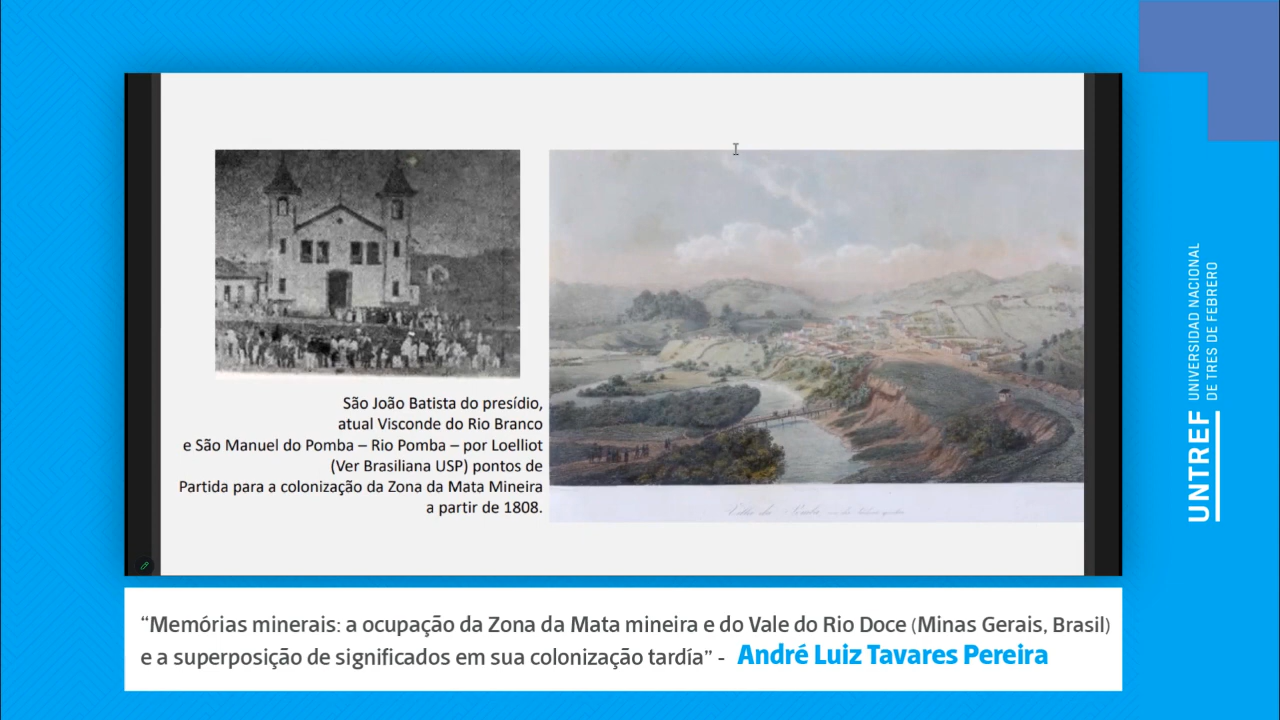 São João Batista do presídio,
atual Visconde do Rio Branco
e São Manuel do Pomba – Rio Pomba – por Loelliot
(Ver Brasiliana USP) pontos de
Partida para a colonização da Zona da Mata Mineira
a partir de 1808.
UNTREF
UNIVERSIDAD NACIONAL
DE TRES DE FEBRERO
“Memórias minerais: a ocupação da Zona da Mata mineira e do Vale do Rio Doce (Minas Gerais, Brasil)
e a superposição de significados em sua colonização tardía” - André Luiz Tavares Pereira